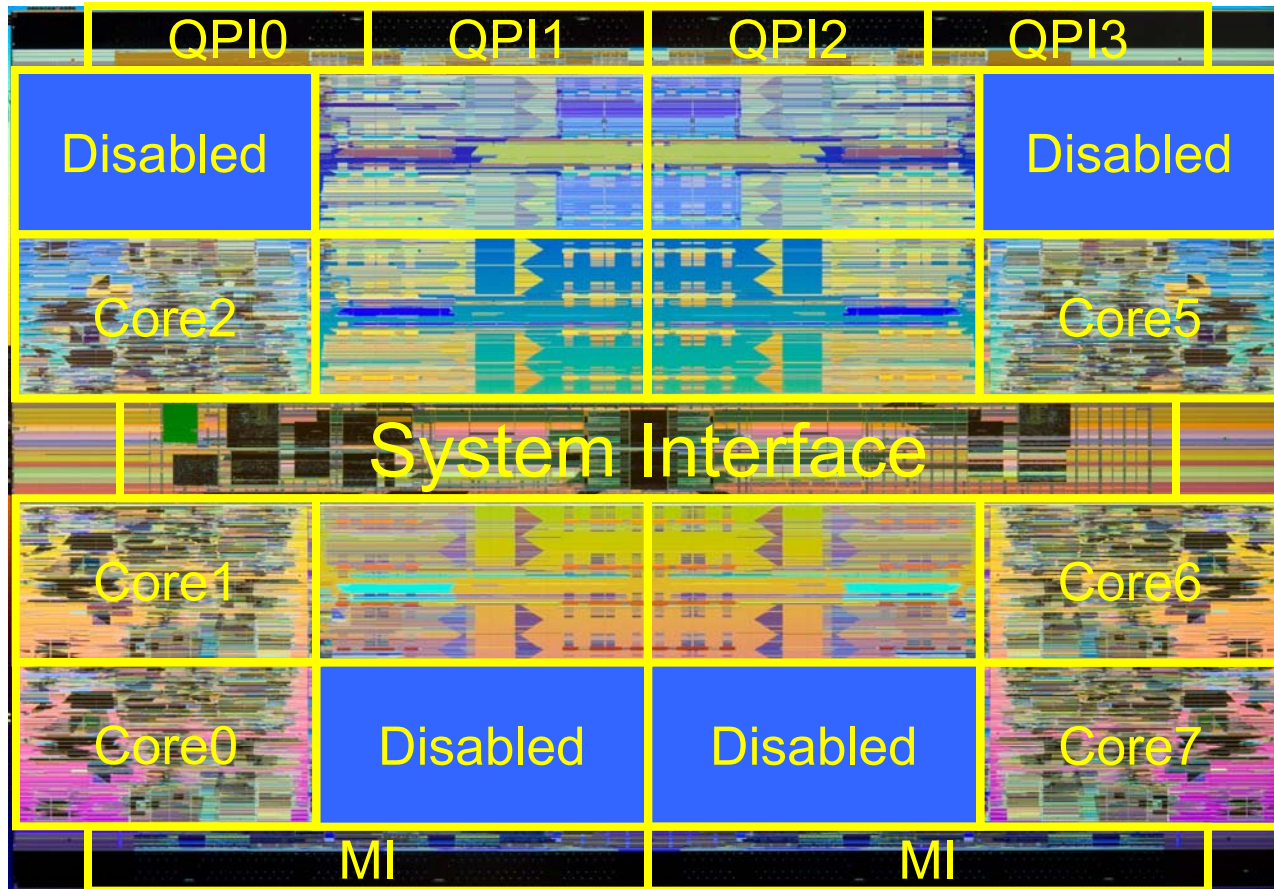 QPI0 QPI1 QPI2 QPI3
Disabled Disabled
Core2 Core5
System Interface
Core1 Core6
Core0 Disabled Disabled Core7
MI MI